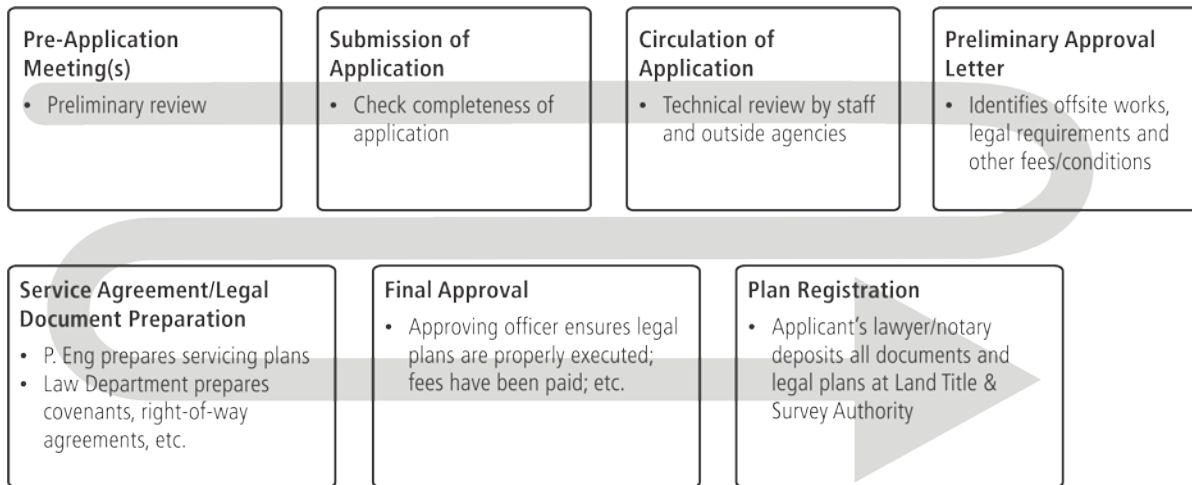 Pre-Application
Meeting(s)
• Preliminary review
Submission of
Application
• Check completeness of
application
Circulation of
Application
• Technical review by staff
and outside agencies
Preliminary Approval
Letter
• Identifies offsite works,
legal requirements and
other fees/conditions
Service Agreement/Legal
Document Preparation
• P. Eng prepares servicing plans
• Law Department prepares
covenants, right-of-way
agreements, etc.
Final Approval
• Approving officer ensures legal
plans are properly executed;
fees have been paid; etc.
Plan Registration
• Applicant's lawyer/notary
deposits all documents and
legal plans at Land Title &
Survey Authority